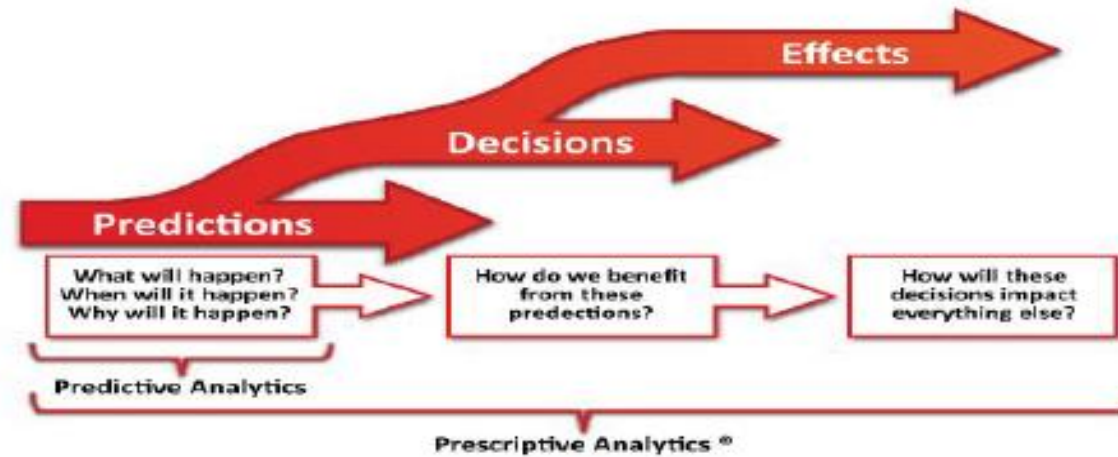 Effects
Decisions
Predictions
What will happen?
When will it happen?
Why will it happen?
How do we benefit
from these
predections?
How will these
decisions impact
everything else?
Predictive Analytics
Prescriptive Analytics ®